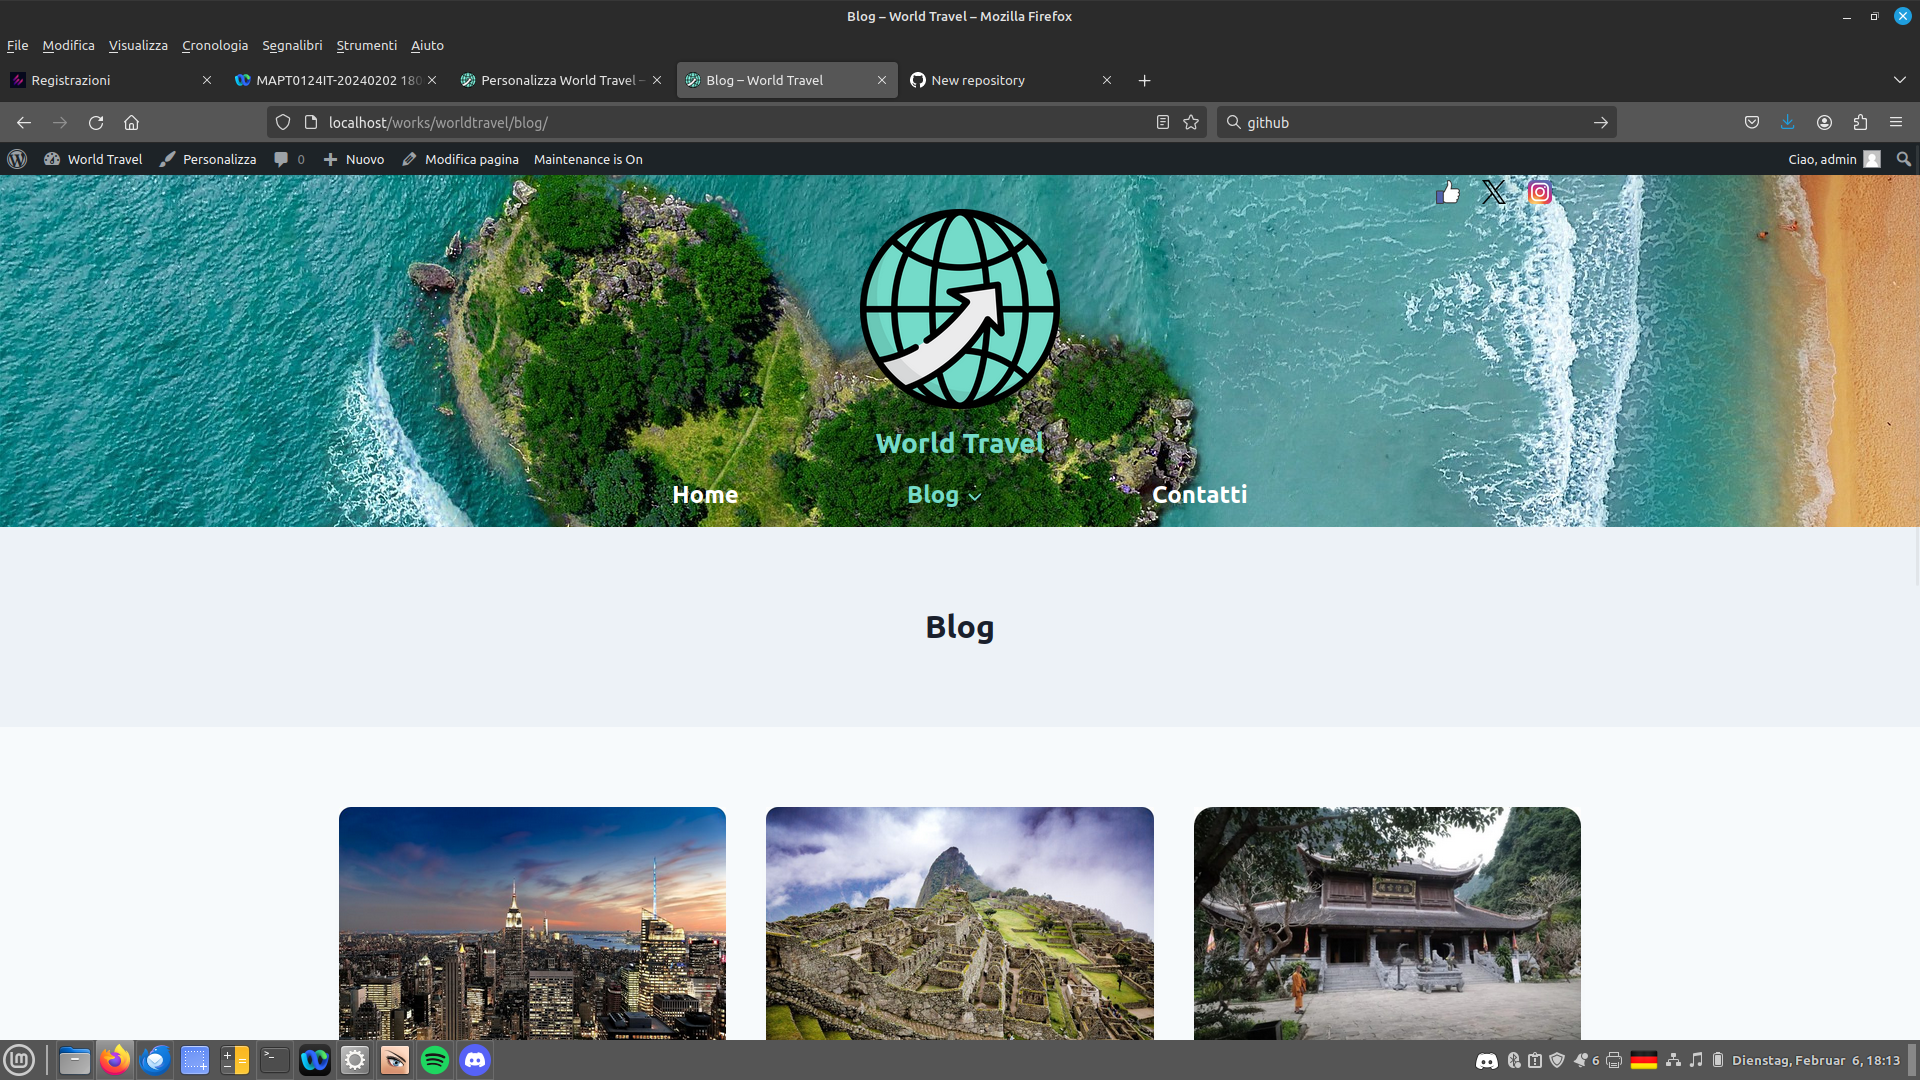 Blog – World Travel – Mozilla Firefox
File Modifica Visualizza Cronologia Segnalibri Strumenti Aiuto
Registrazioni
MAPT0124IT-20240202 180
Personalizza World Travel –
Blog – World Travel
New repository
localhost/works/worldtravel/blog/
github
World Travel Personalizza 0 Nuovo Modifica pagina Maintenance is On Ciao, admin
World Travel
Home Blog Contatti
Blog
6 Dienstag, Februar 6, 18:13